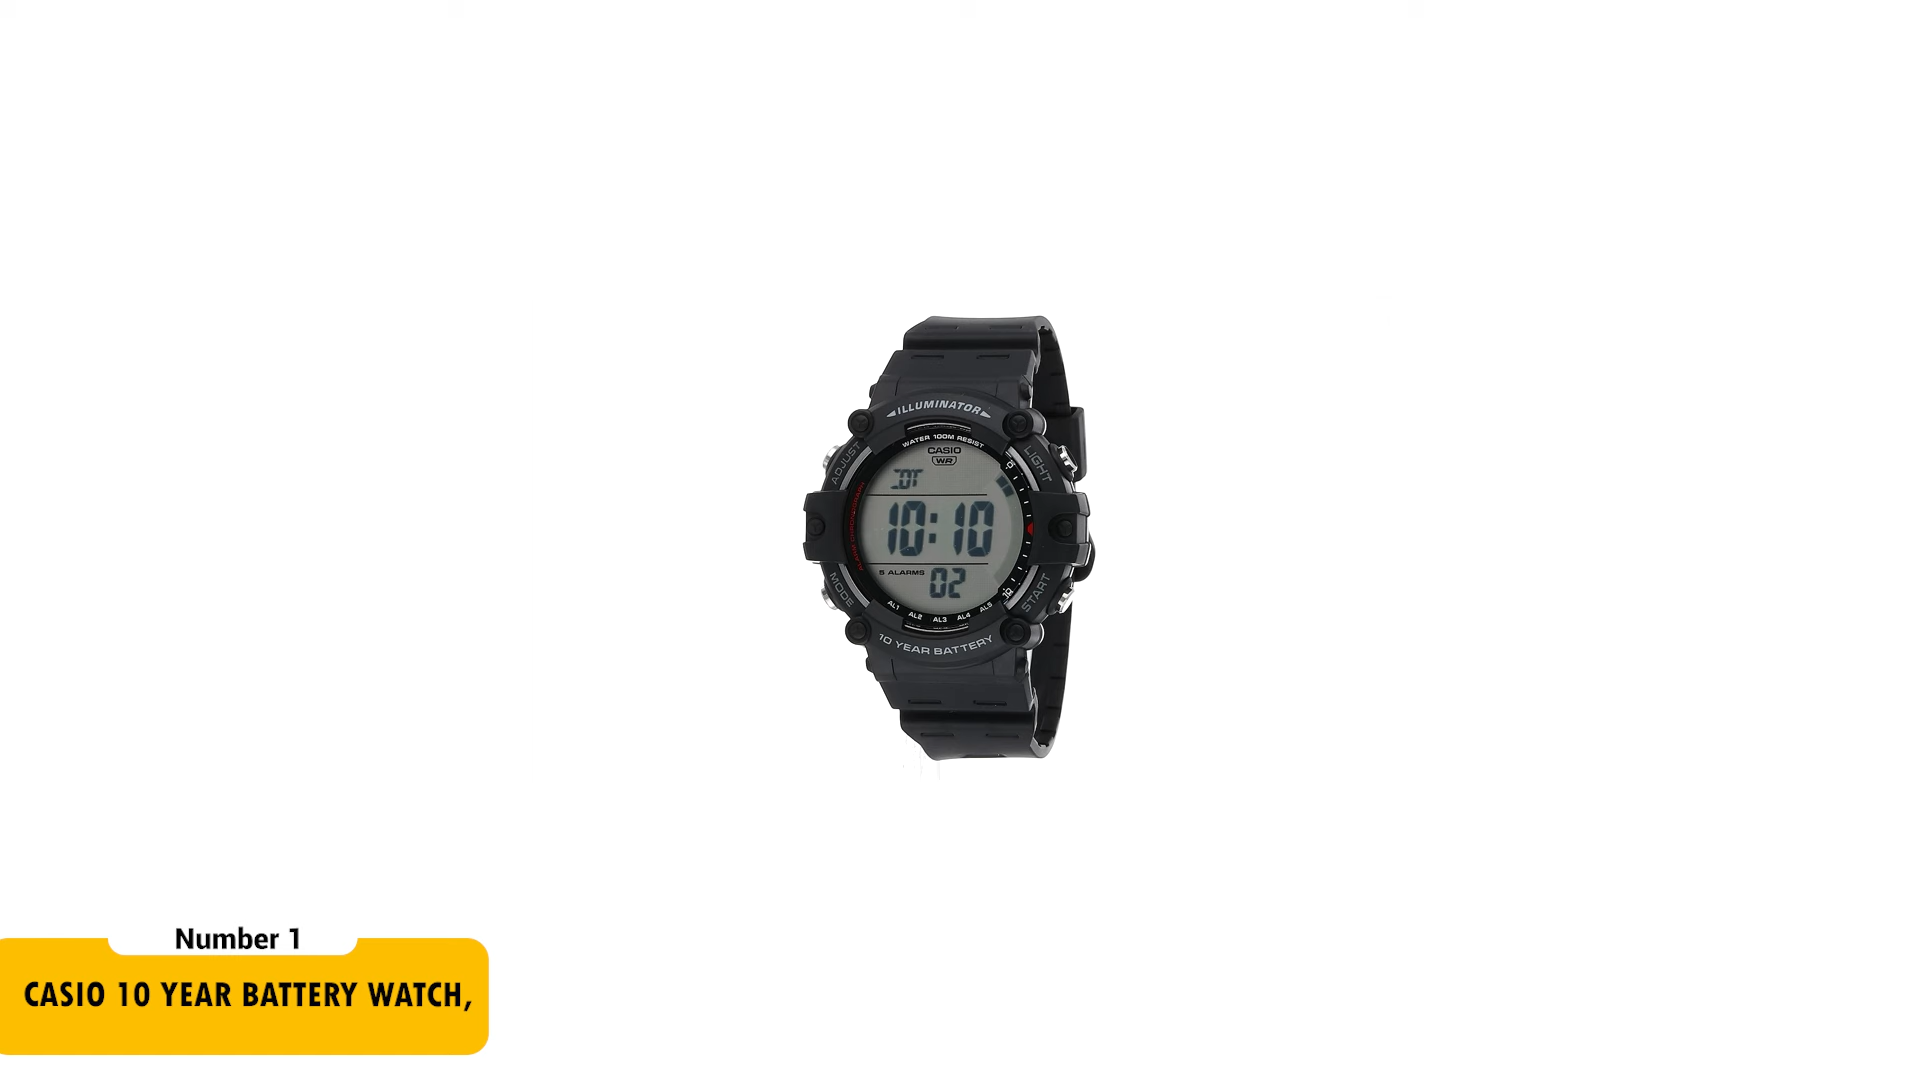 ILLUMINATOR
WATER 100M RESIST
CASIO
WR
ADJUST
LIGHT
10:10
5 ALARMS
02
MODE
START
AL1 AL2 AL3 AL4 AL5
10 YEAR BATTERY
Number 1
CASIO 10 YEAR BATTERY WATCH,